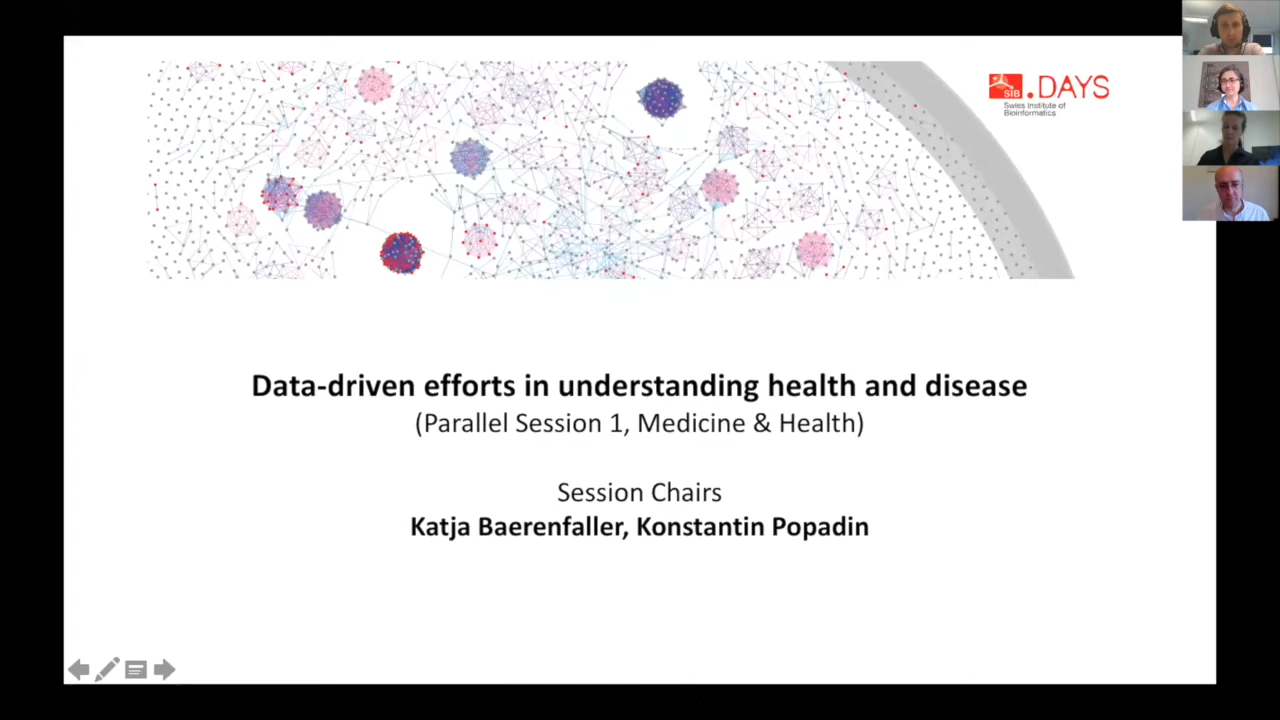 SIB
.DAYS
Swiss Institute of
Bioinformatics
Data-driven efforts in understanding health and disease
(Parallel Session 1, Medicine & Health)
Session Chairs
Katja Baerenfaller, Konstantin Popadin